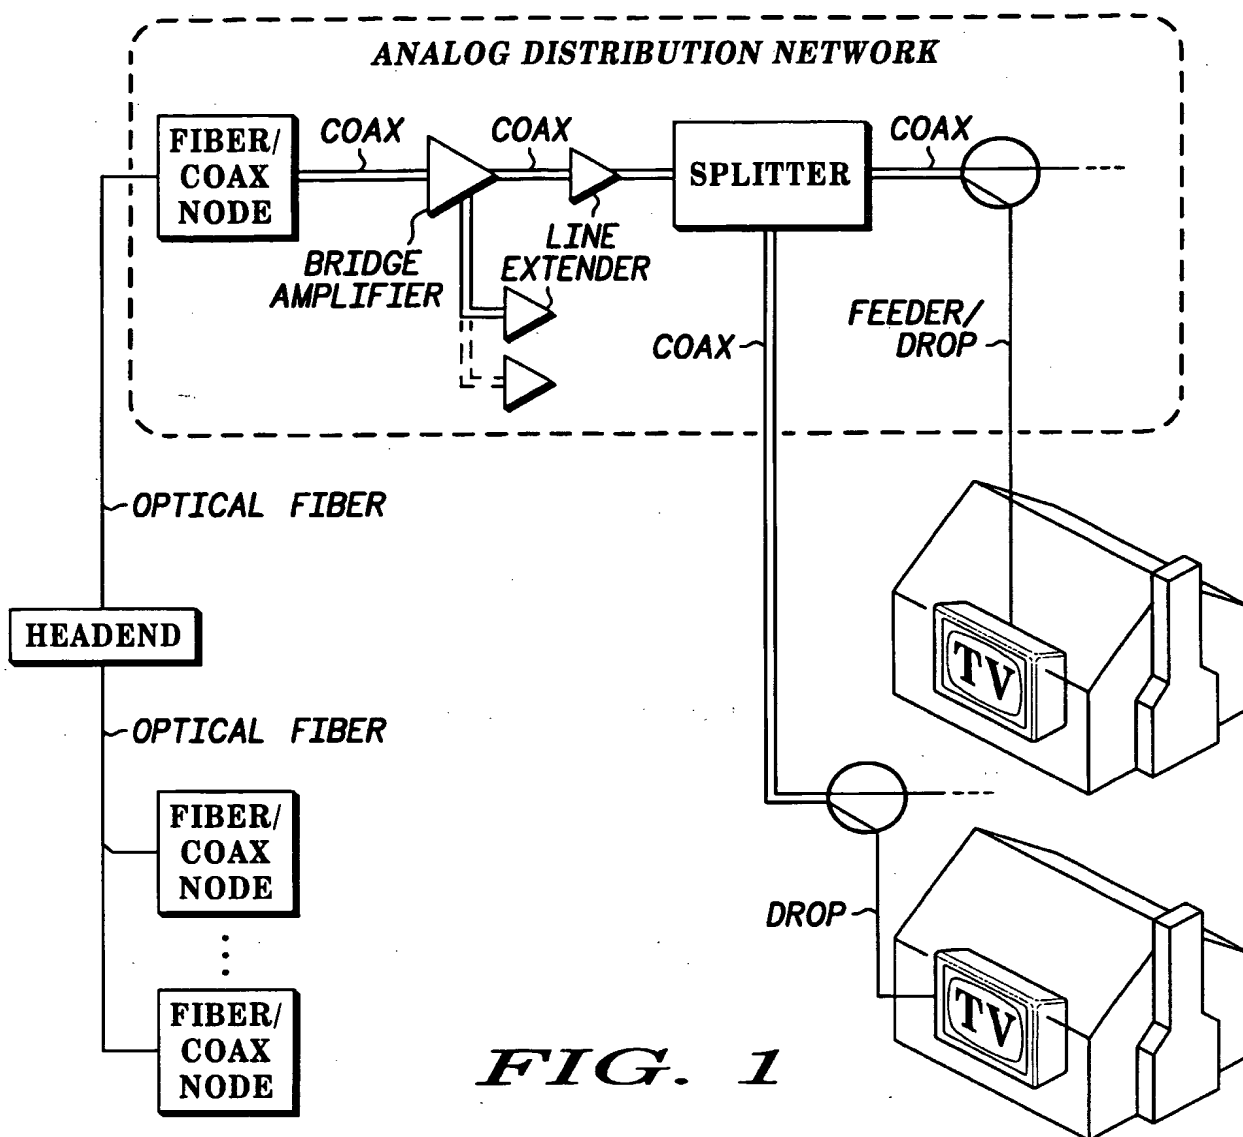 ANALOG DISTRIBUTION NETWORK
FIBER/
COAX
NODE
COAX
COAX
SPLITTER
COAX
BRIDGE
AMPLIFIER
LINE
EXTENDER
COAX
FEEDER/
DROP
OPTICAL FIBER
HEADEND
TV
OPTICAL FIBER
FIBER/
COAX
NODE
DROP
FIBER/
COAX
NODE
TV
FIG. 1